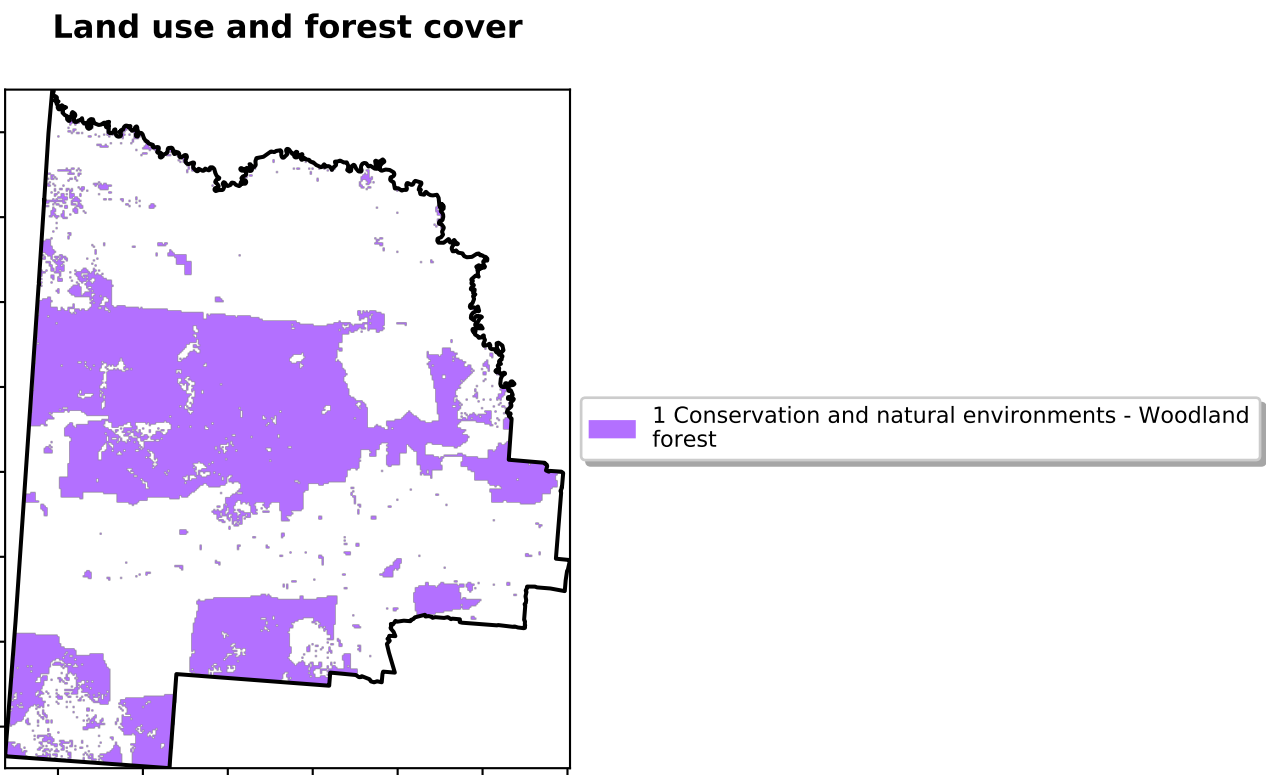 Land use and forest cover
1 Conservation and natural environments - Woodland
forest